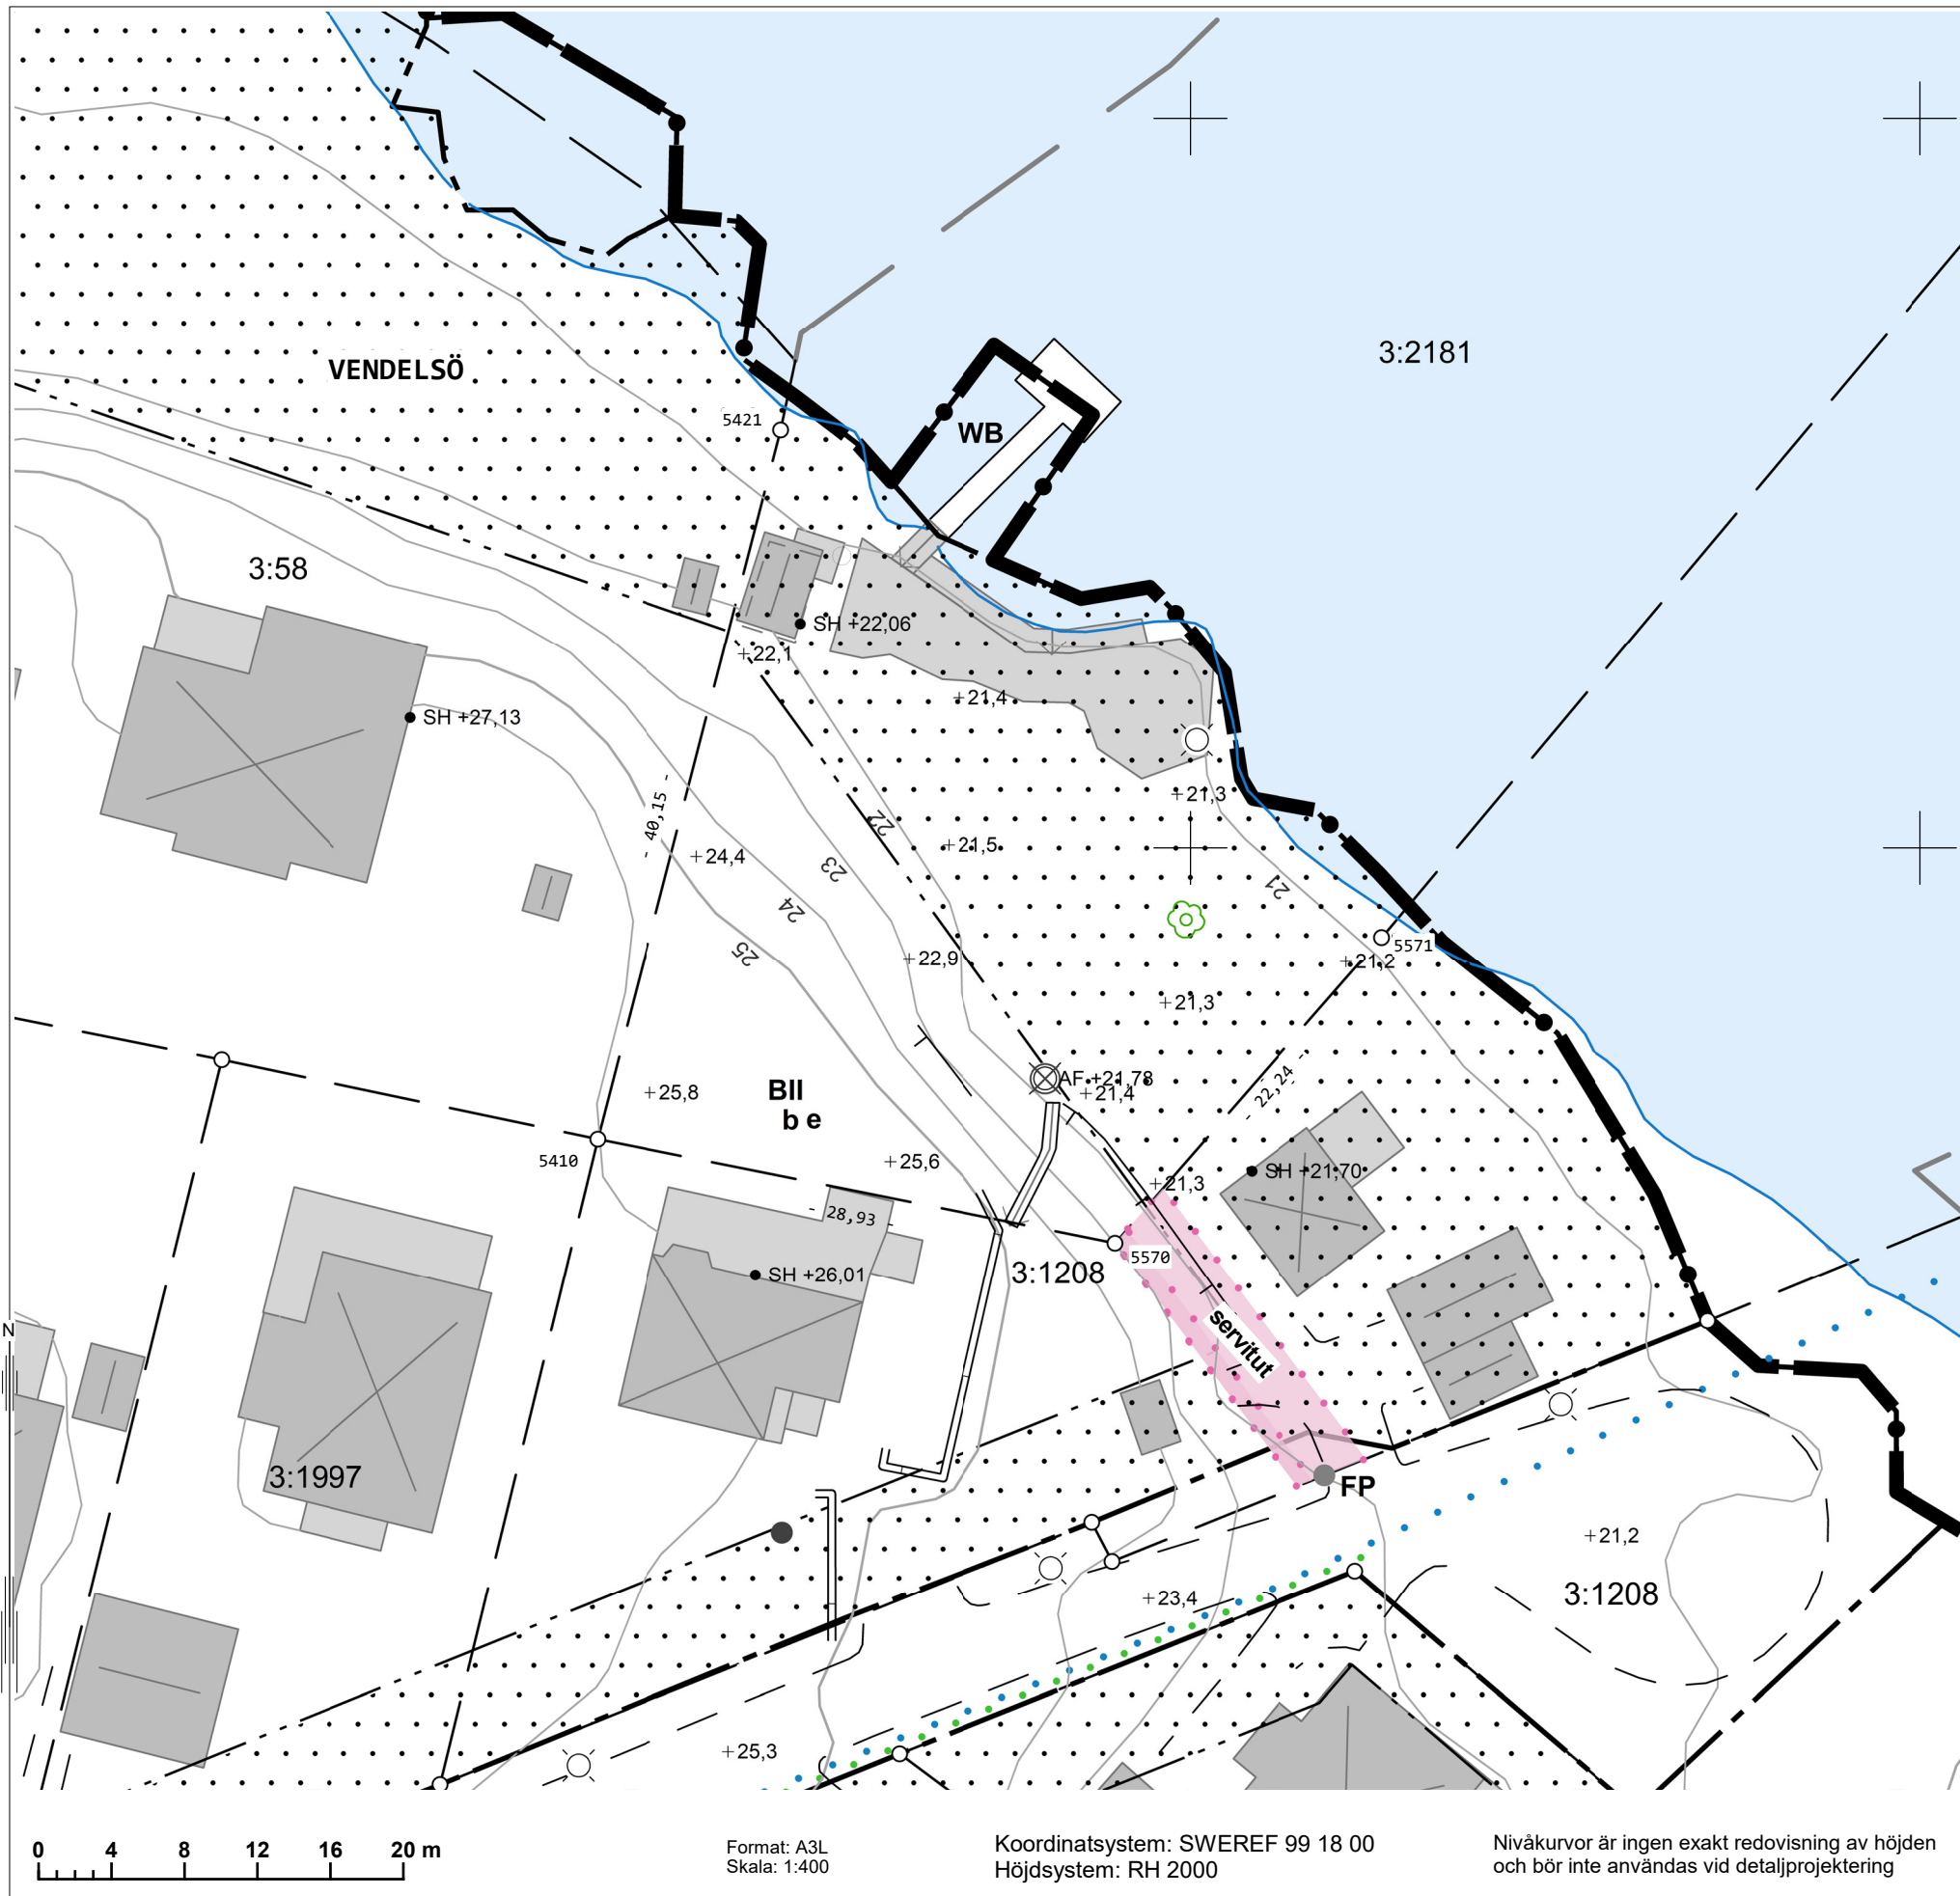 3:2181
VENDELSÖ
5421
WB
3:58
SH +22,06
+22,1
+21,4
SH +27,13
- 40,15 -
+21,3
22
+21,5
23
+24,4
21
24
5571
25
+22,9
+21,2
+21,3
AF +21,78
- 22,24 -
BII
b e
+25,8
+21,4
5410
+25,6
SH +21,70
+21,3
- 28,93 -
5570
3:1208
SH +26,01
N
servitut
3:1997
FP
+21,2
+23,4
3:1208
+25,3
0 4 8 12 16 20 m
Format: A3L
Skala: 1:400
Koordinatsystem: SWEREF 99 18 00
Höjdsystem: RH 2000
Nivåkurvor är ingen exakt redovisning av höjden
och bör inte användas vid detaljprojektering